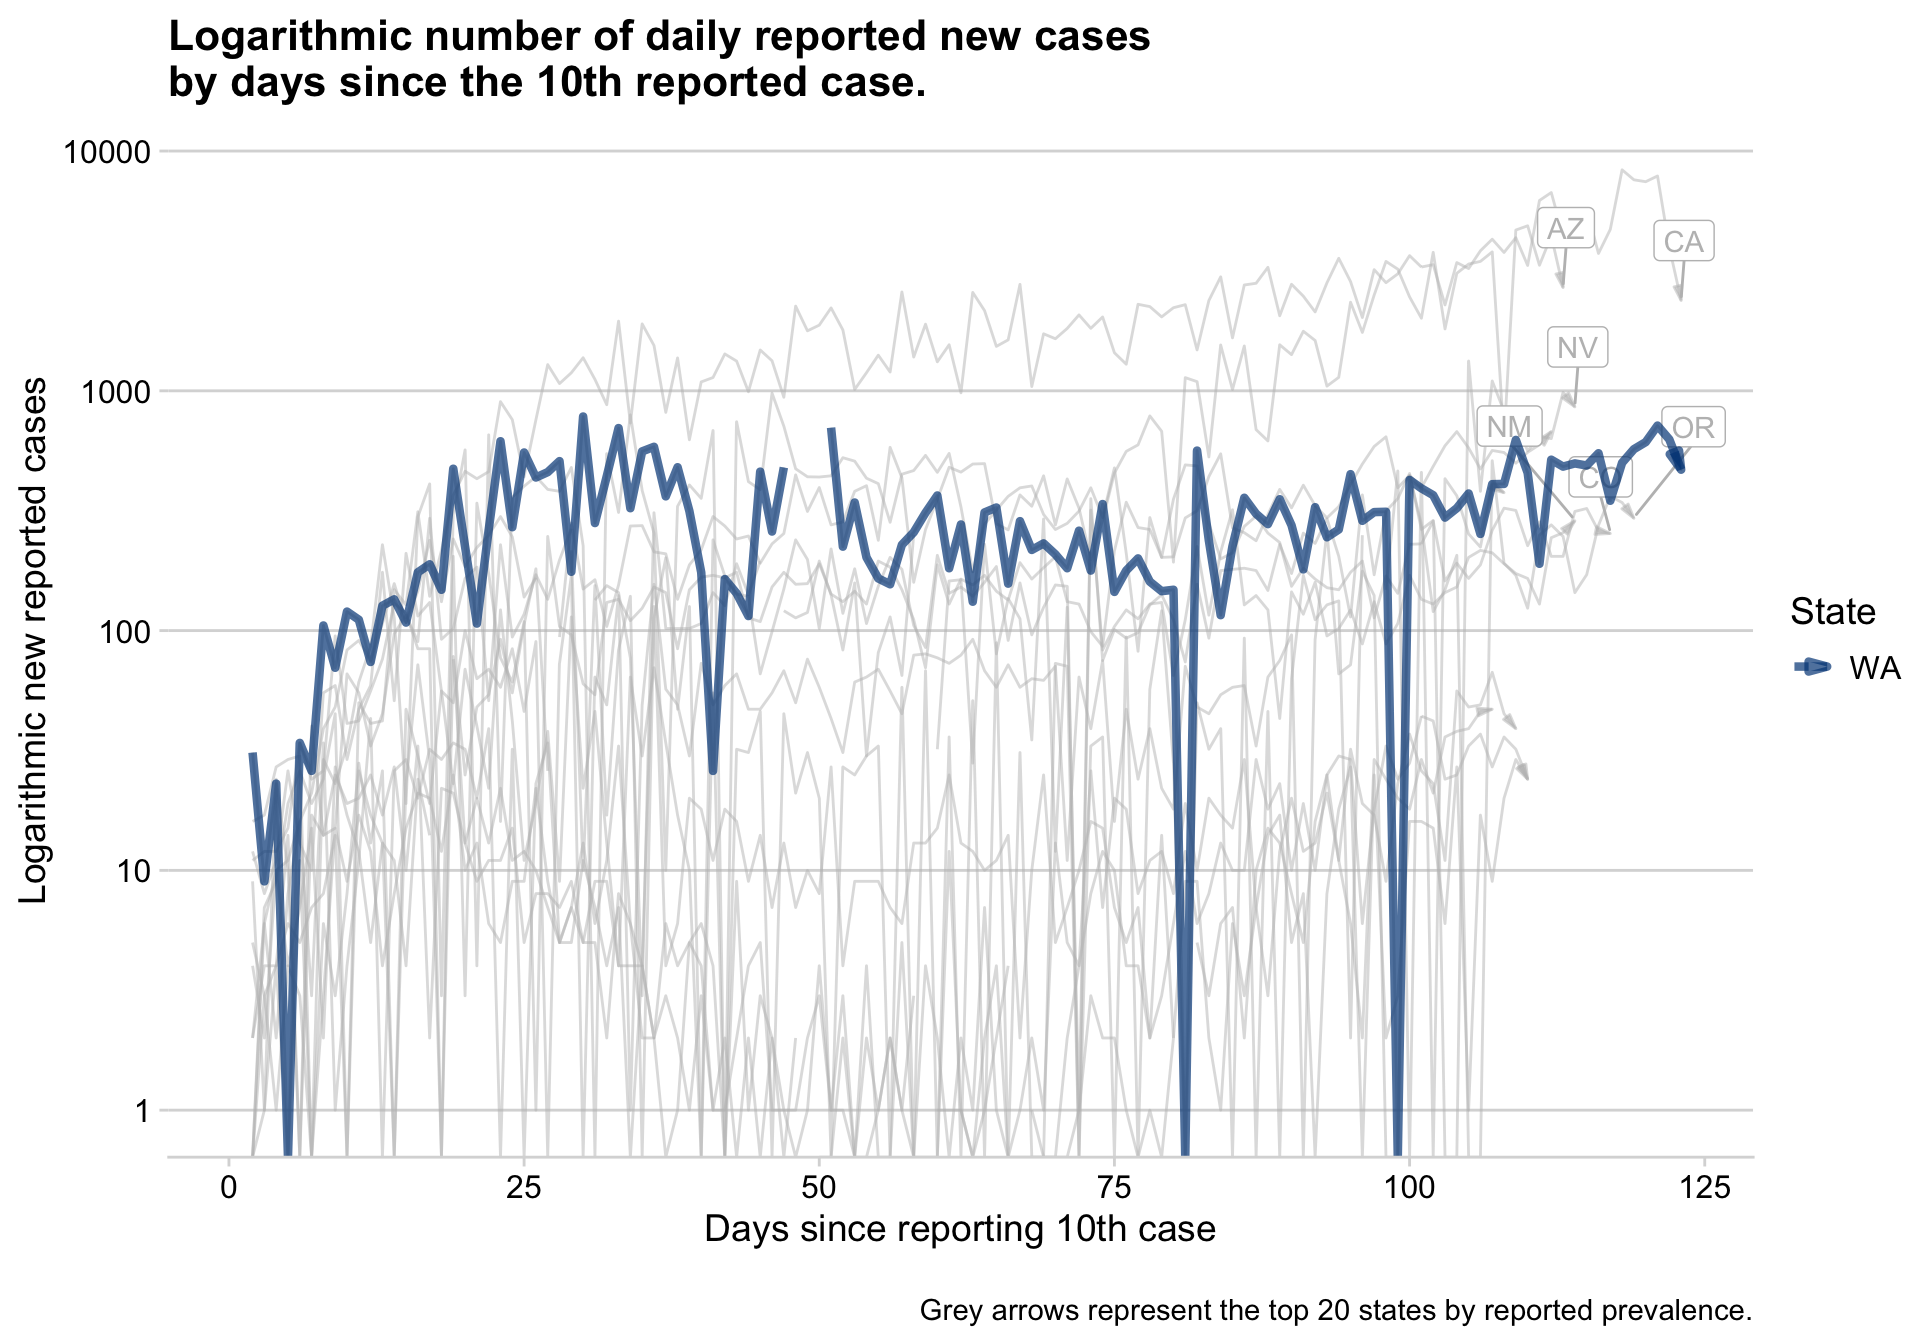 Logarithmic number of daily reported new cases
by days since the 10th reported case.
Logarithmic new reported cases
10000
1000
100
10
1
AZ
CA
NV
NM
OR
State
WA
0 25 50 75 100 125
Days since reporting 10th case
Grey arrows represent the top 20 states by reported prevalence.